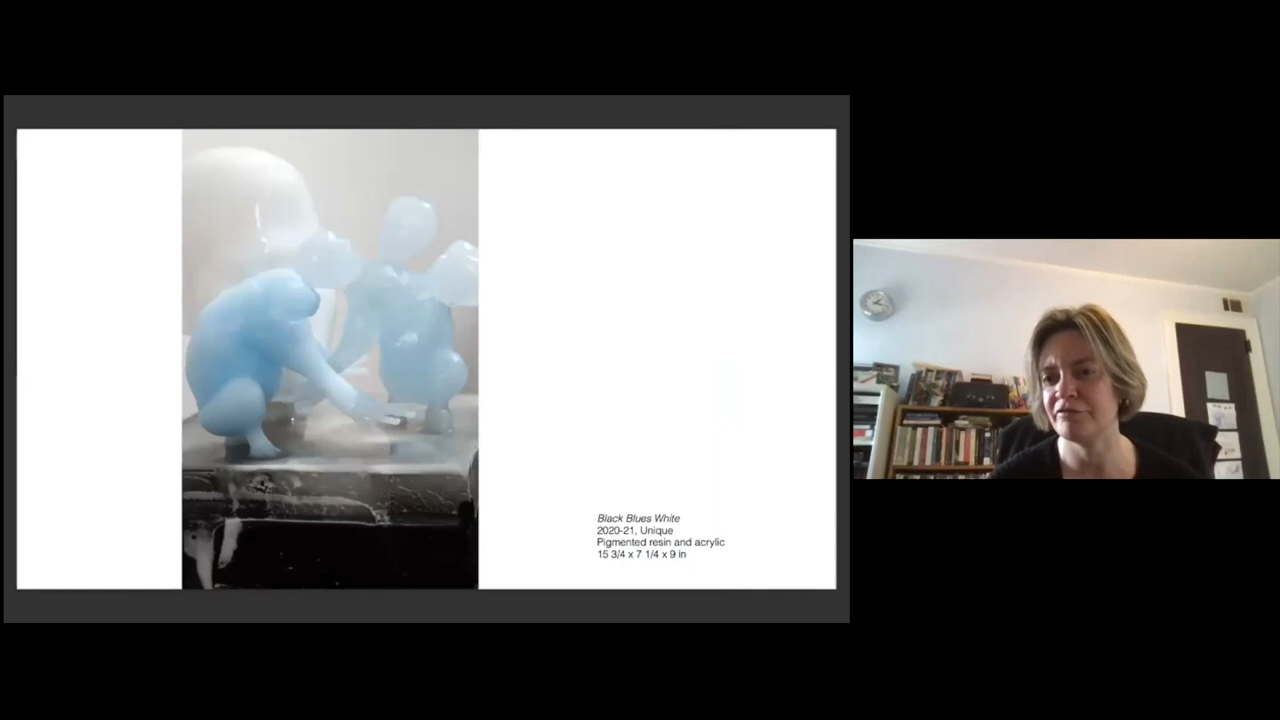 Black Blues White
2020-21, Unique
Pigmented resin and acrylic
15 3/4 x 7 1/4 x 9 in